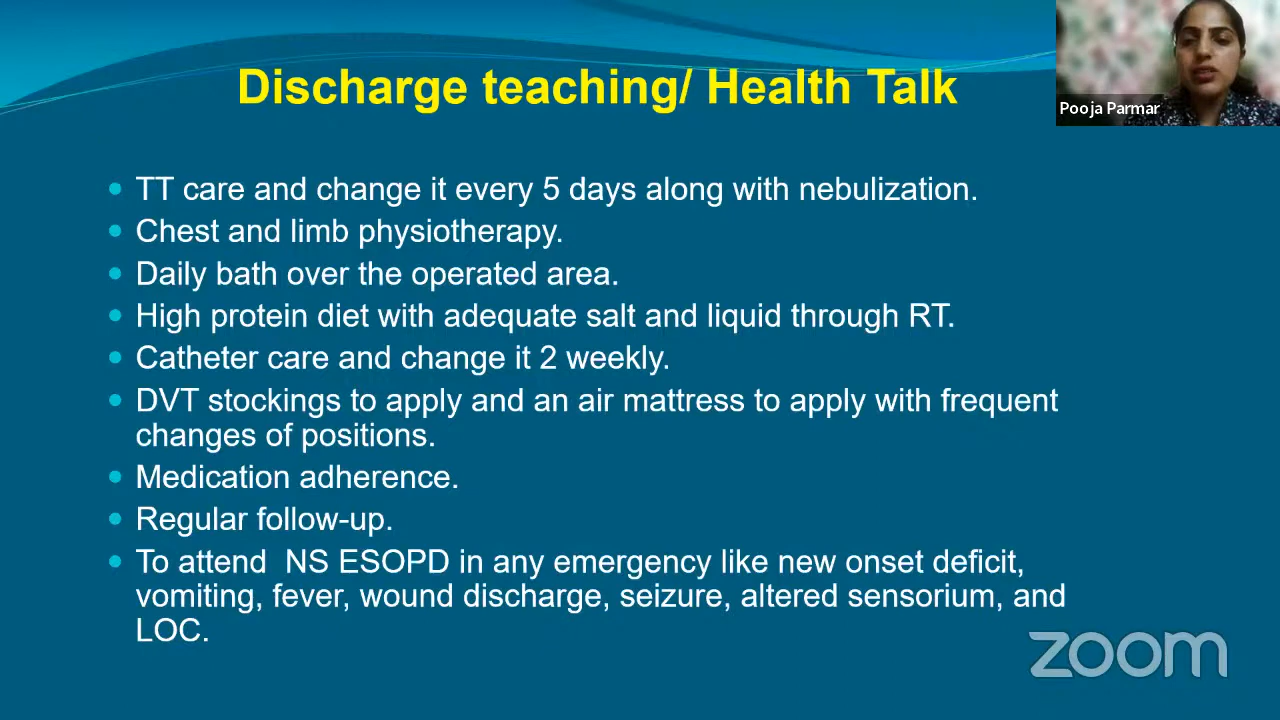 Discharge teaching/ Health Talk
Pooja Parmar
• TT care and change it every 5 days along with nebulization.
• Chest and limb physiotherapy.
• Daily bath over the operated area.
• High protein diet with adequate salt and liquid through RT.
• Catheter care and change it 2 weekly.
• DVT stockings to apply and an air mattress to apply with frequent
changes of positions.
• Medication adherence.
• Regular follow-up.
• To attend  NS ESOPD in any emergency like new onset deficit,
vomiting, fever, wound discharge, seizure, altered sensorium, and
LOC.
zoom